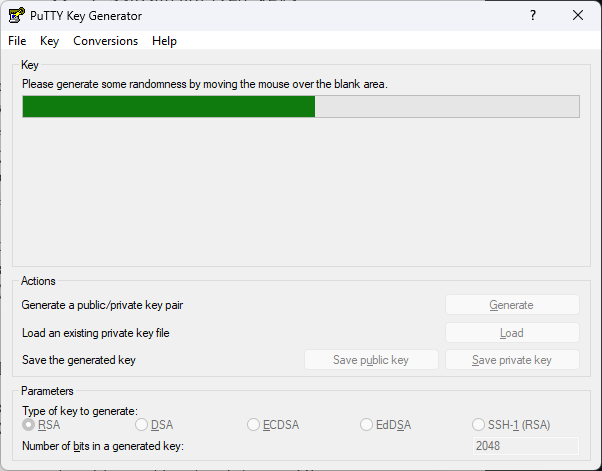 PuTTY Key Generator
File Key Conversions Help
Key
Please generate some randomness by moving the mouse over the blank area.
Actions
Generate a public/private key pair
Generate
Load an existing private key file
Load
Save the generated key
Save public key
Save private key
Parameters
Type of key to generate:
RSA DSA ECDSA EdDSA SSH-1 (RSA)
Number of bits in a generated key:
2048